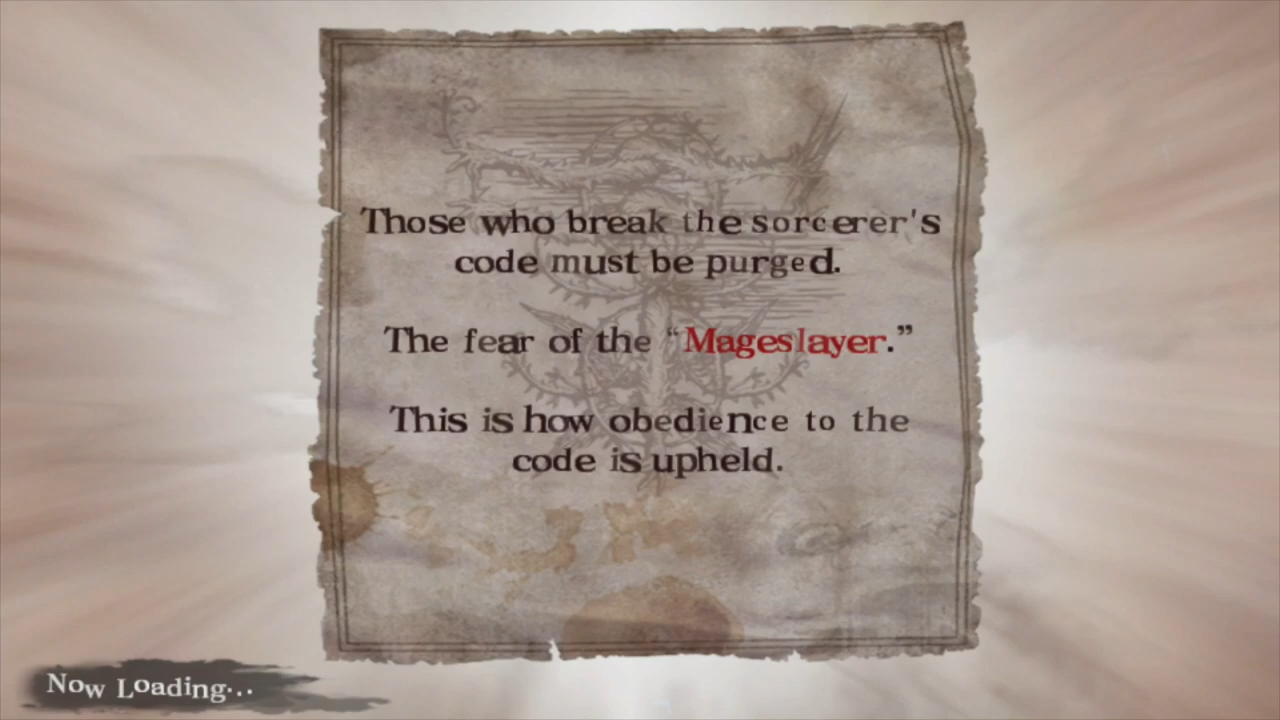 Those who break the sorcerer's
code must be purged.
The fear of the “Mageslayer.”
This is how obedience to the
code is upheld.
Now Loading...